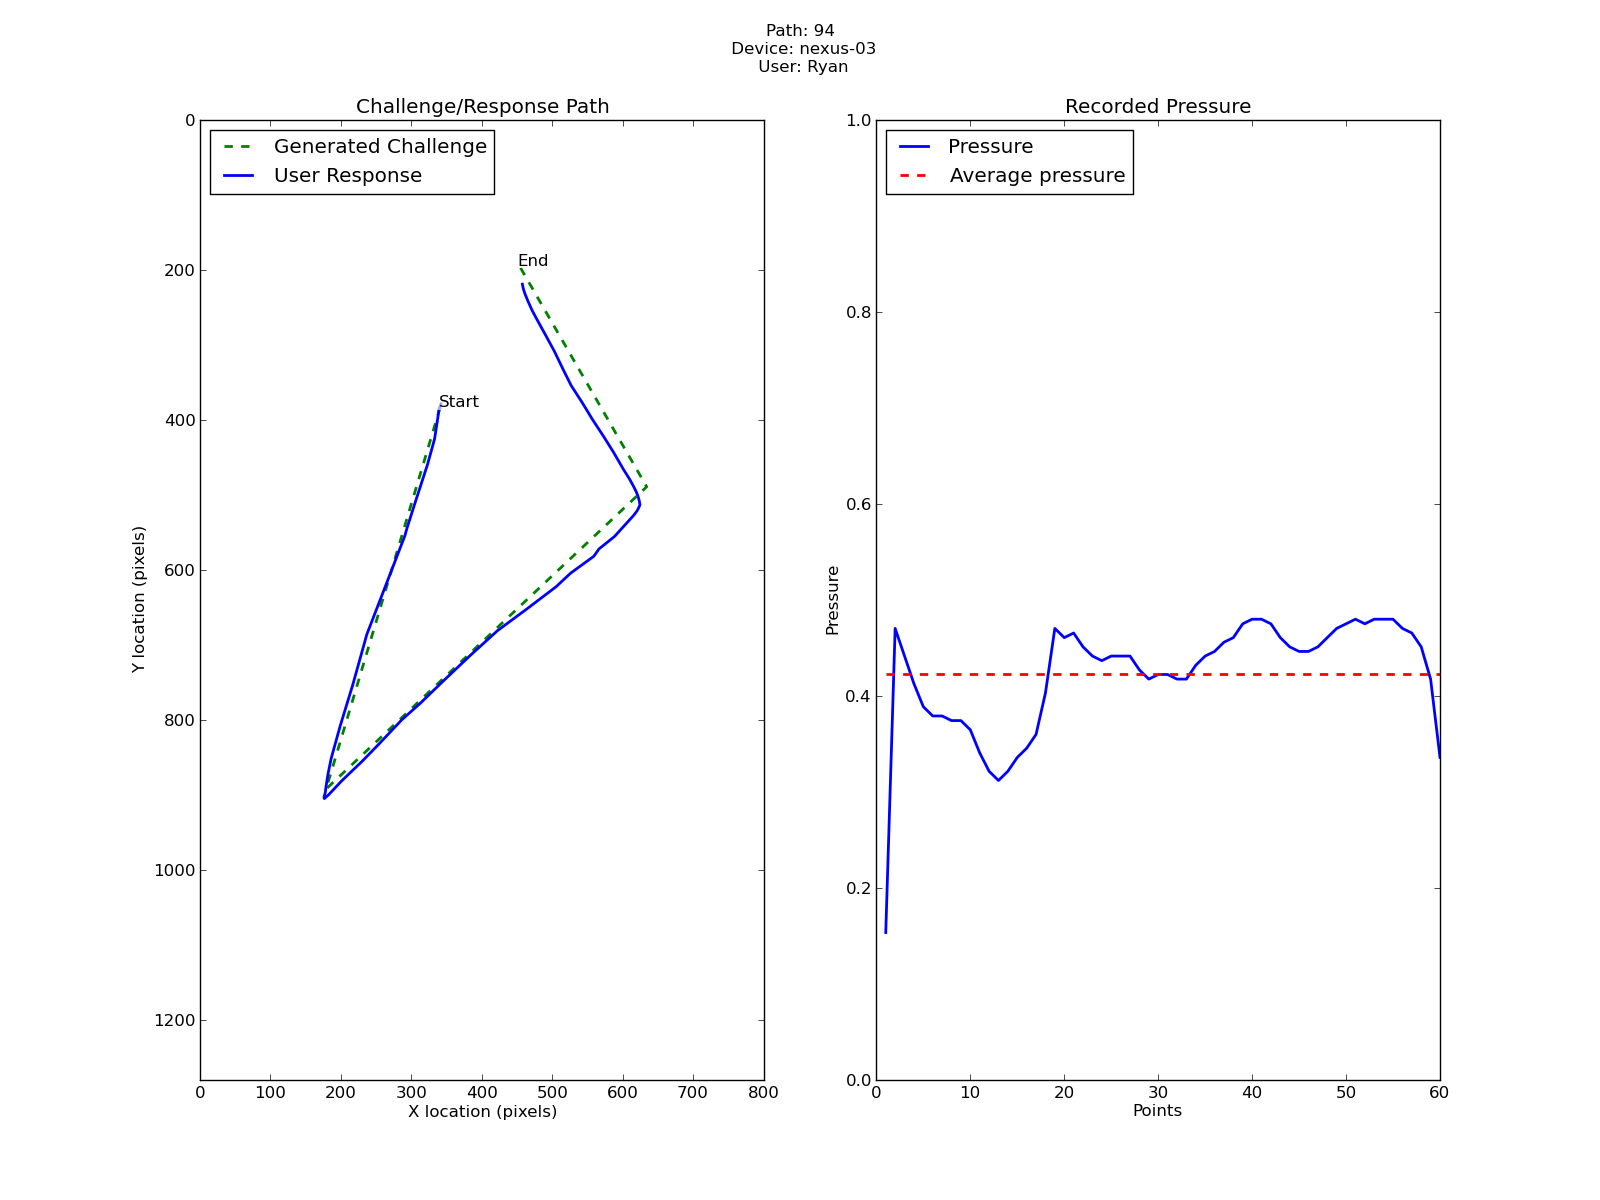 Path: 94
Device: nexus-03
User: Ryan
Challenge/Response Path
Generated Challenge
User Response
End
Start
0
200
400
600
800
1000
1200
Y location (pixels)
0 100 200 300 400 500 600 700 800
X location (pixels)
Recorded Pressure
Pressure
Average pressure
1.0
0.8
0.6
0.4
0.2
0.0
Pressure
0 10 20 30 40 50 60
Points